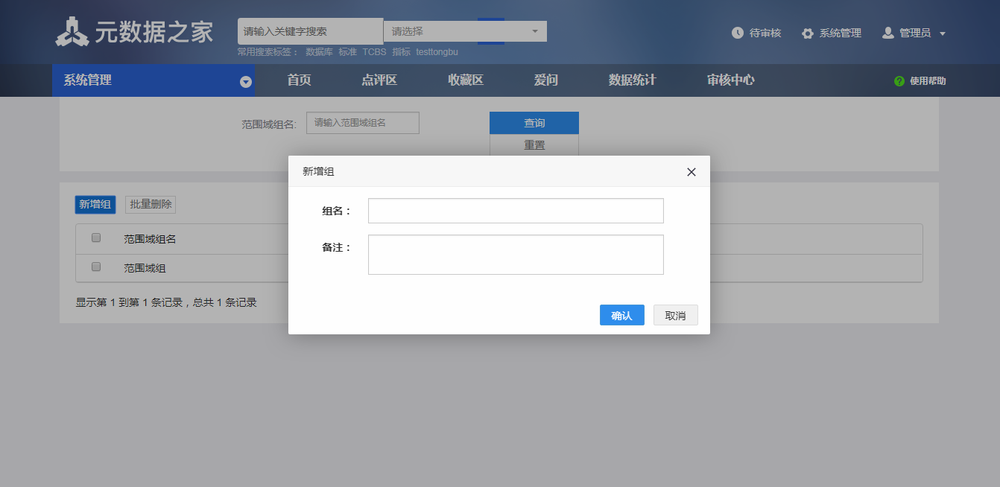 元数据之家
请输入关键字搜索
请选择
待审核
系统管理
管理员
常用搜索标签： 数据库 标准 TCBS 指标 testtongbu
系统管理
首页
点评区
收藏区
爱问
数据统计
审核中心
使用帮助
范围域组名:
请输入范围域组名
查询
重置
新增组
组名：
备注：
确认
取消
新增组
批量删除
范围域组名
范围域组
显示第 1 到第 1 条记录，总共 1 条记录